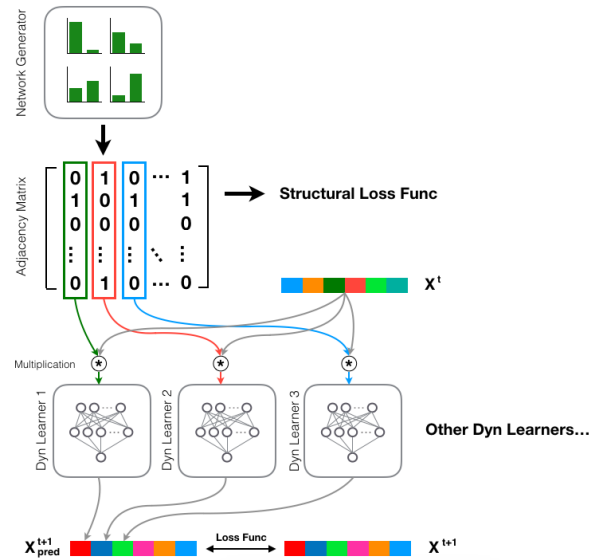 Network Generator
Adjacency Matrix
0 1 0 ... 1
1 0 1 1
0 0 0 0
⋮ ⋮ ⋮ ⋱ ⋮
0 1 0 ... 0
Structural Loss Func
X^t
Multiplication
* * *
Dyn Learner 1
Dyn Learner 2
Dyn Learner 3
Other Dyn Learners...
X^{t+1}_{pred}
Loss Func
X^{t+1}